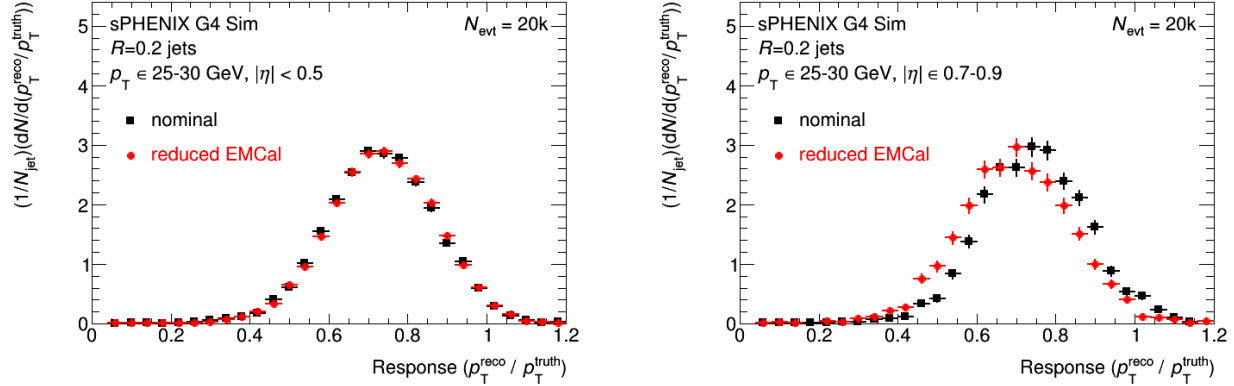 sPHENIX G4 Sim
N_evt = 20k
R=0.2 jets
p_T ∈ 25-30 GeV, |η| < 0.5
nominal
reduced EMCal
(1/N_jet)(dN/d(p_T^reco/p_T^truth))
5
4
3
2
1
0
0 0.2 0.4 0.6 0.8 1 1.2
Response (p_T^reco / p_T^truth)
sPHENIX G4 Sim
N_evt = 20k
R=0.2 jets
p_T ∈ 25-30 GeV, |η| ∈ 0.7-0.9
nominal
reduced EMCal
(1/N_jet)(dN/d(p_T^reco/p_T^truth))
5
4
3
2
1
0
0 0.2 0.4 0.6 0.8 1 1.2
Response (p_T^reco / p_T^truth)